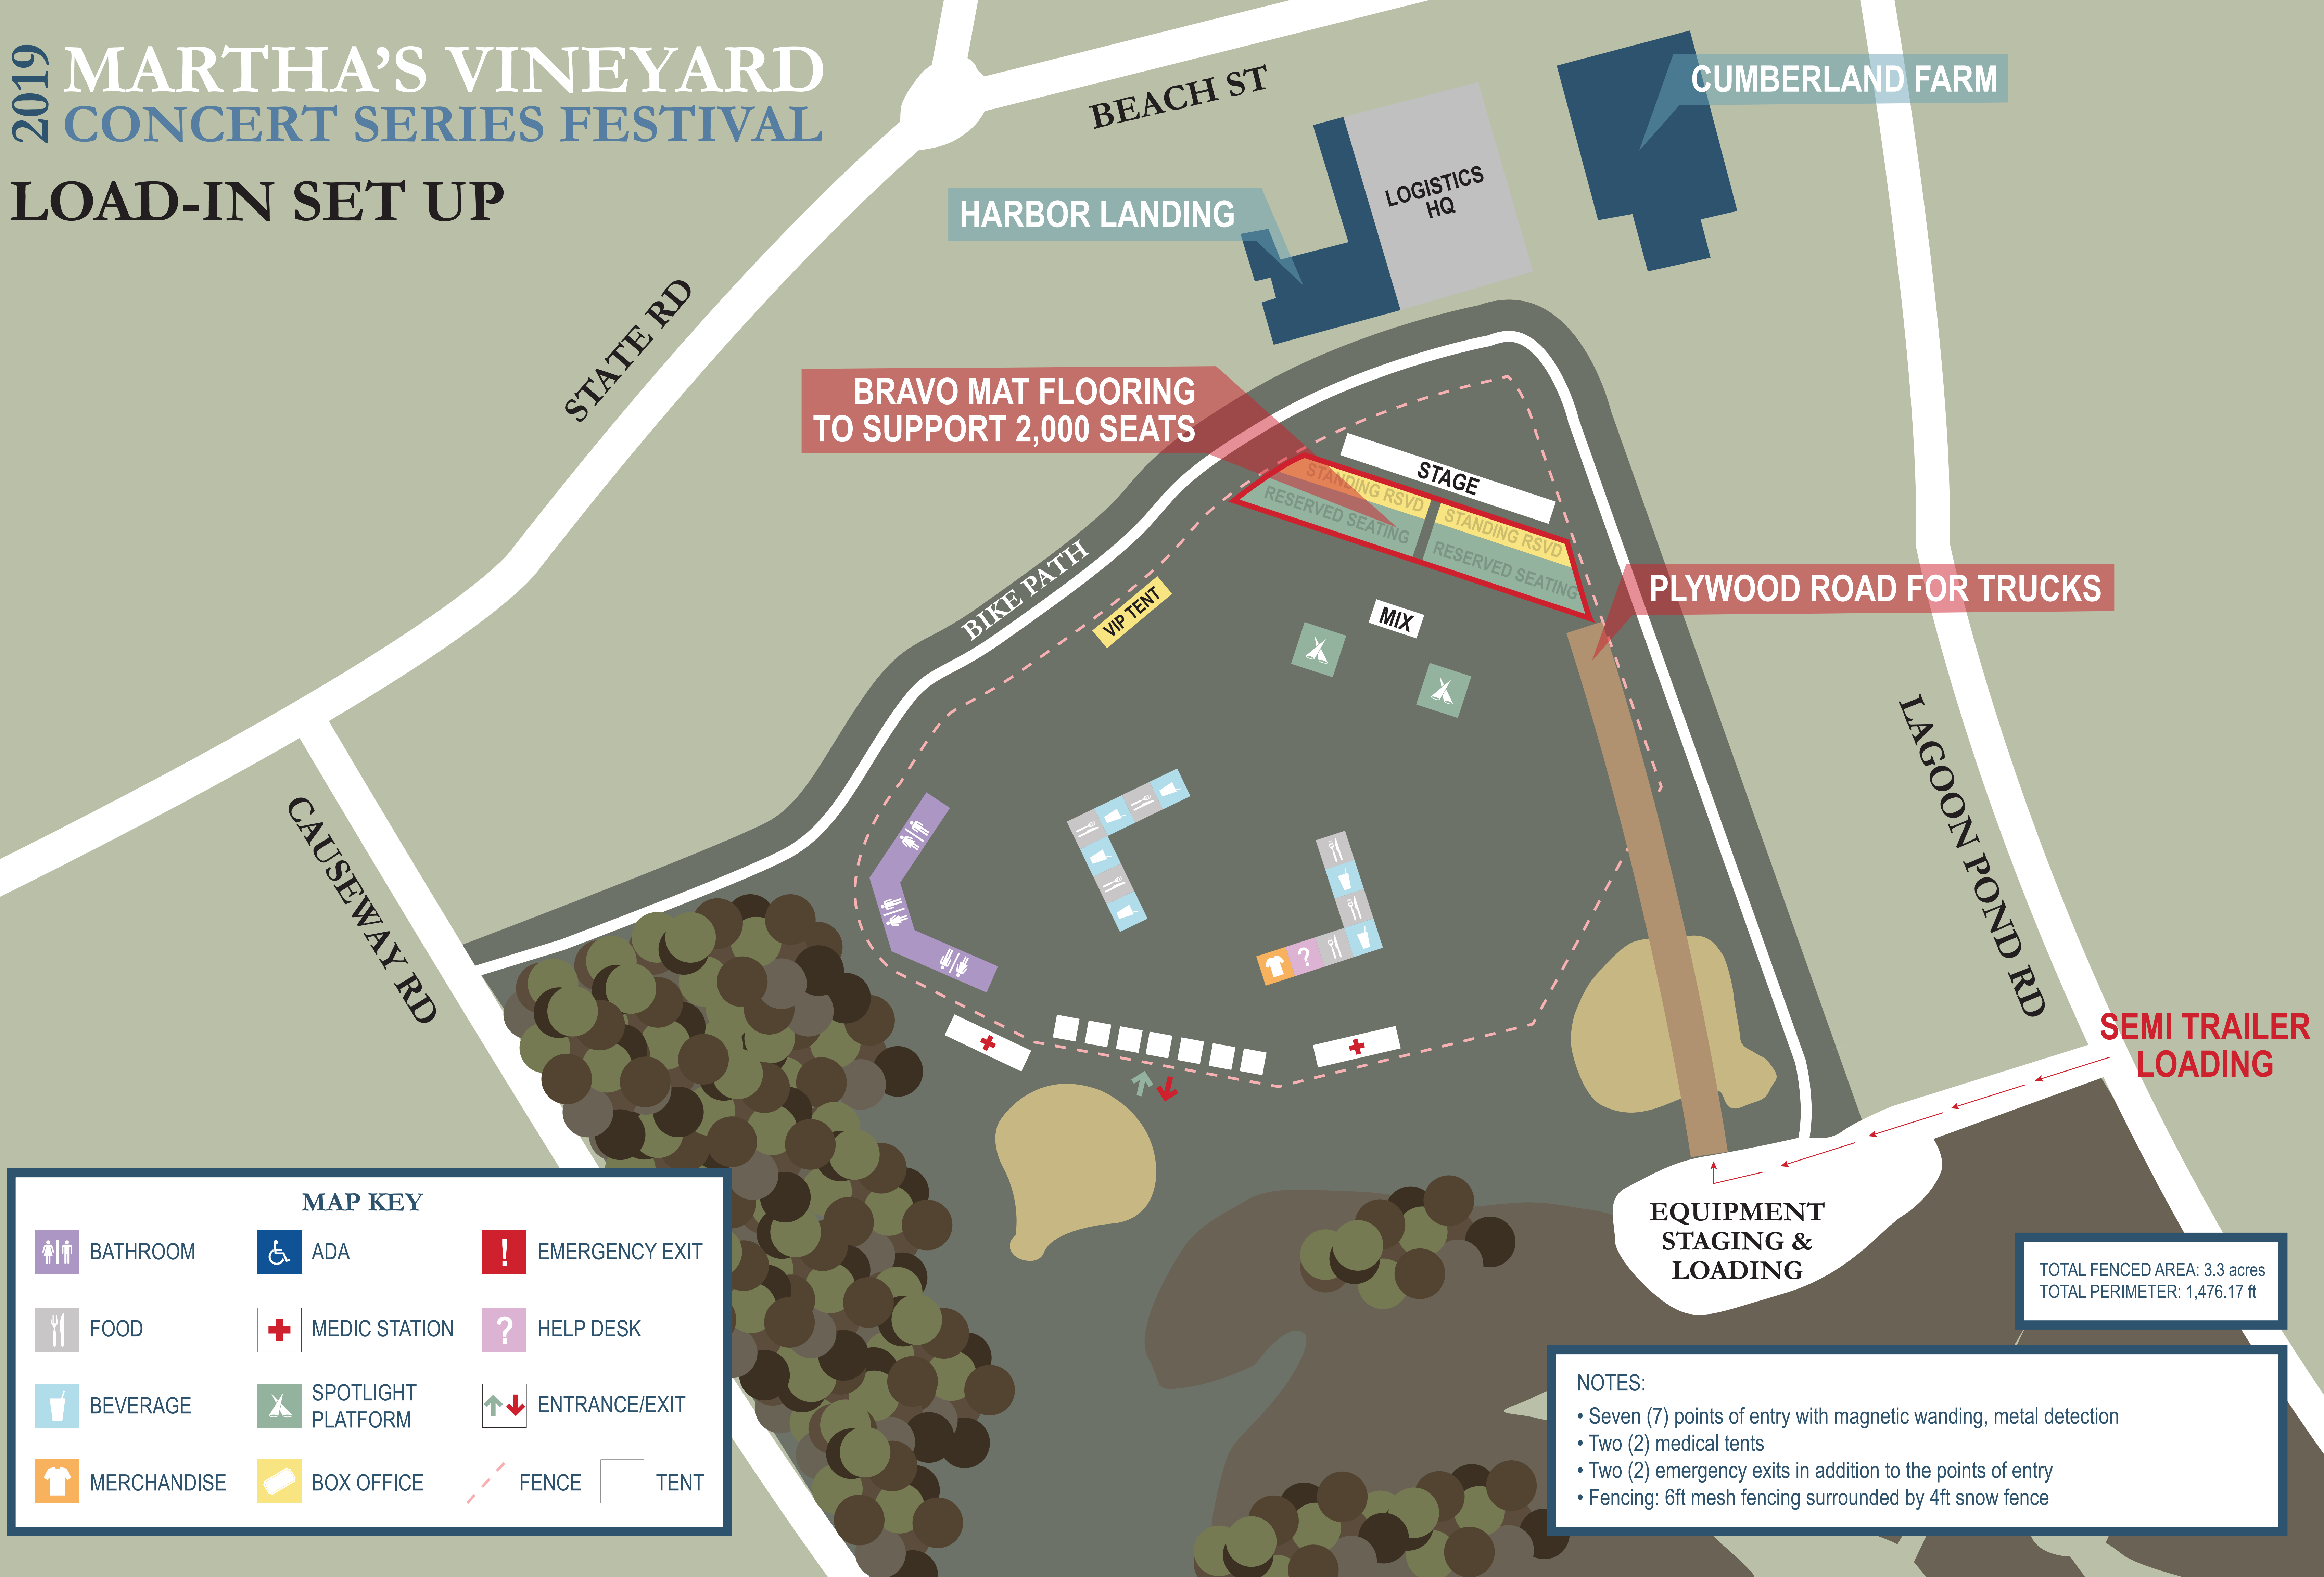 2019
MARTHA'S VINEYARD
CONCERT SERIES FESTIVAL
LOAD-IN SET UP
BEACH ST
CUMBERLAND FARM
HARBOR LANDING
LOGISTICS
HQ
STATE RD
BRAVO MAT FLOORING
TO SUPPORT 2,000 SEATS
STAGE
STANDING RSVD
STANDING RSVD
RESERVED SEATING
RESERVED SEATING
BIKE PATH
VIP TENT
MIX
PLYWOOD ROAD FOR TRUCKS
LAGOON POND RD
CAUSEWAY RD
?
SEMI TRAILER
LOADING
EQUIPMENT
STAGING &
LOADING
MAP KEY
BATHROOM
ADA
! EMERGENCY EXIT
FOOD
MEDIC STATION
? HELP DESK
BEVERAGE
SPOTLIGHT
PLATFORM
ENTRANCE/EXIT
MERCHANDISE
BOX OFFICE
FENCE
TENT
TOTAL FENCED AREA: 3.3 acres
TOTAL PERIMETER: 1,476.17 ft
NOTES:
• Seven (7) points of entry with magnetic wanding, metal detection
• Two (2) medical tents
• Two (2) emergency exits in addition to the points of entry
• Fencing: 6ft mesh fencing surrounded by 4ft snow fence